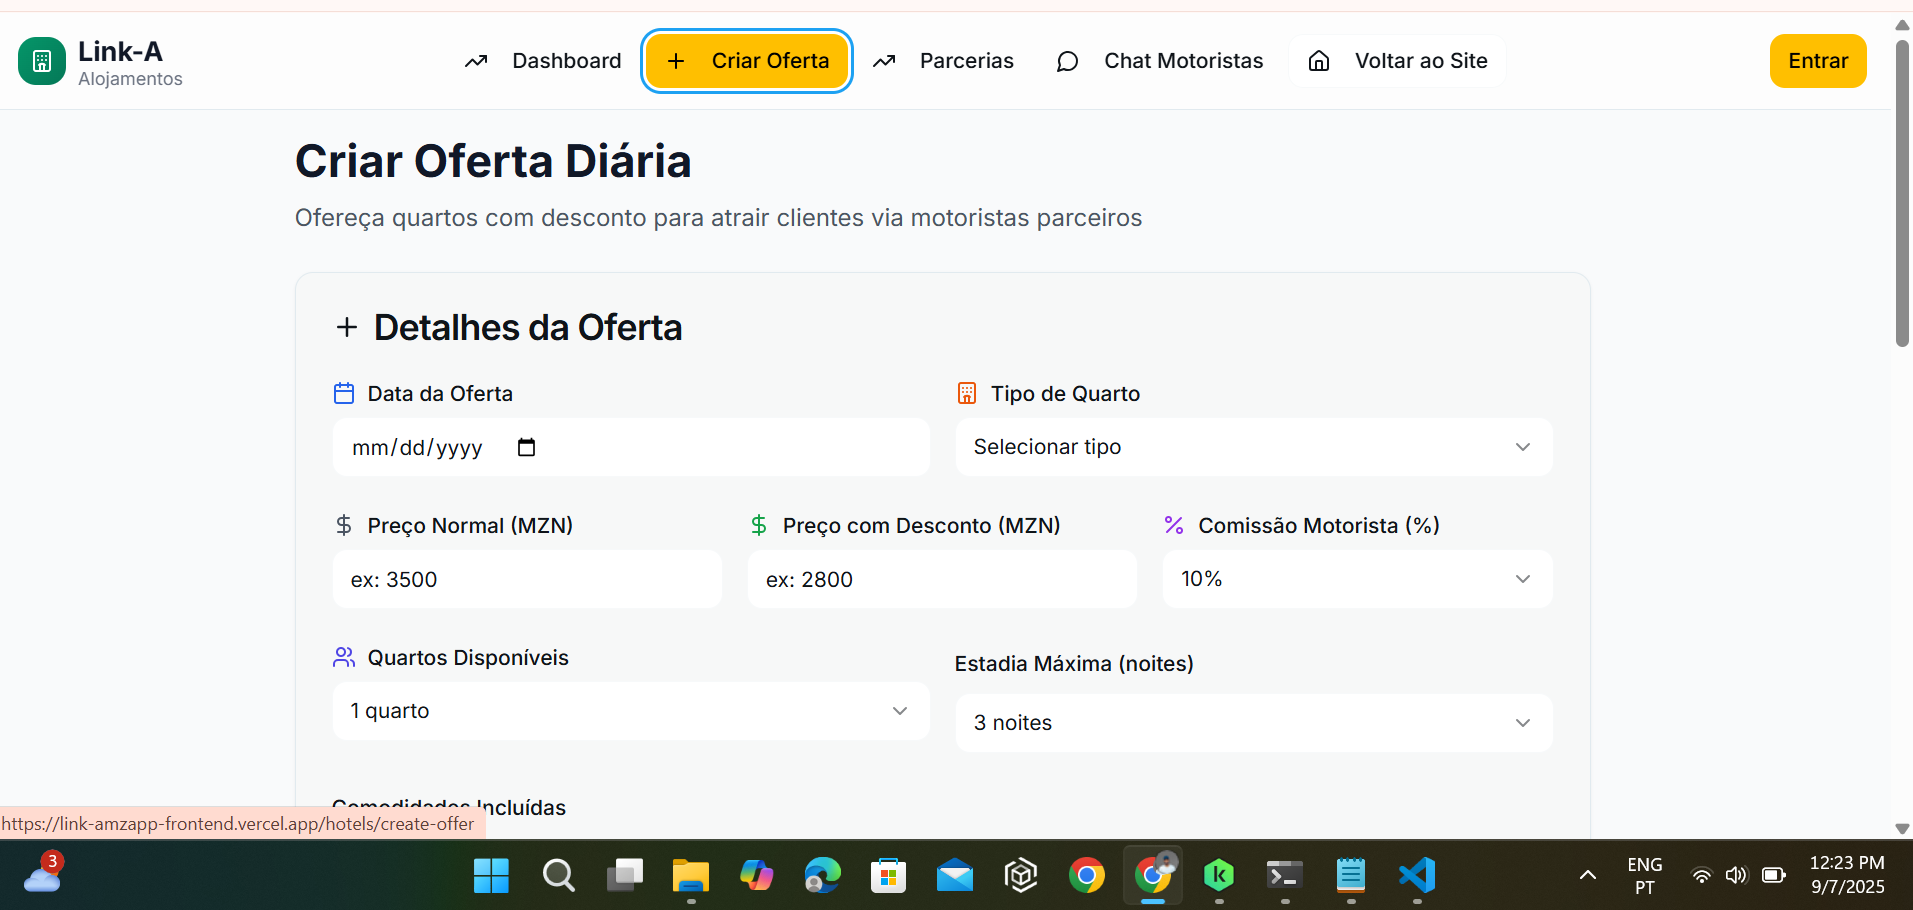 Link-A
Alojamentos
Dashboard
Criar Oferta
Parcerias
Chat Motoristas
Voltar ao Site
Entrar
Criar Oferta Diária
Ofereça quartos com desconto para atrair clientes via motoristas parceiros
Detalhes da Oferta
Data da Oferta
Tipo de Quarto
mm/dd/yyyy
Selecionar tipo
Preço Normal (MZN)
Preço com Desconto (MZN)
Comissão Motorista (%)
ex: 3500
ex: 2800
10%
Quartos Disponíveis
Estadia Máxima (noites)
1 quarto
3 noites
Comodidades Incluídas
https://link-amzapp-frontend.vercel.app/hotels/create-offer
3
ENG
PT
12:23 PM
9/7/2025